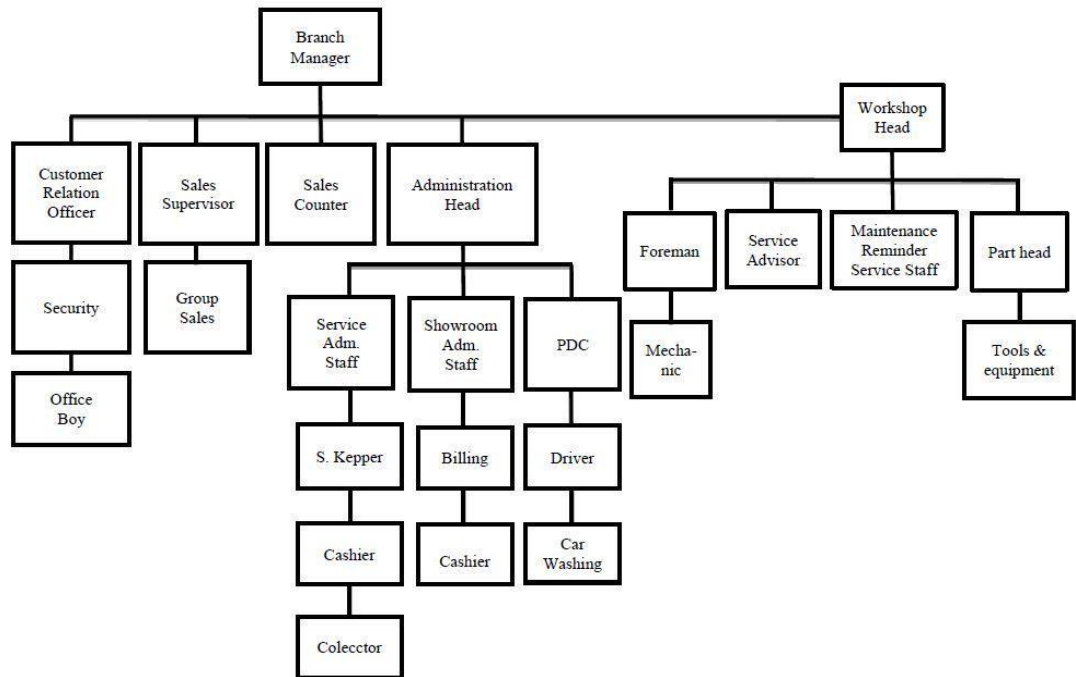 Branch
Manager
Workshop
Head
Customer
Relation
Officer
Sales
Supervisor
Sales
Counter
Administration
Head
Foreman
Service
Advisor
Maintenance
Reminder
Service Staff
Part head
Security
Group
Sales
Service
Adm.
Staff
Showroom
Adm.
Staff
PDC
Mecha-
nic
Tools &
equipment
Office
Boy
S. Kepper
Billing
Driver
Cashier
Cashier
Car
Washing
Colecctor